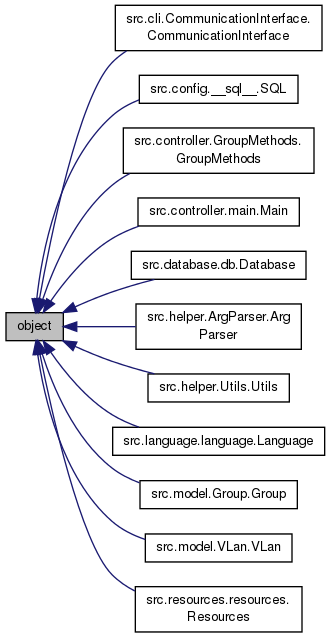 src.cli.CommunicationInterface.
CommunicationInterface
src.config.__sql__.SQL
src.controller.GroupMethods.
GroupMethods
src.controller.main.Main
src.database.db.Database
src.helper.ArgParser.Arg
Parser
object
src.helper.Utils.Utils
src.language.language.Language
src.model.Group.Group
src.model.VLan.VLan
src.resources.resources.
Resources